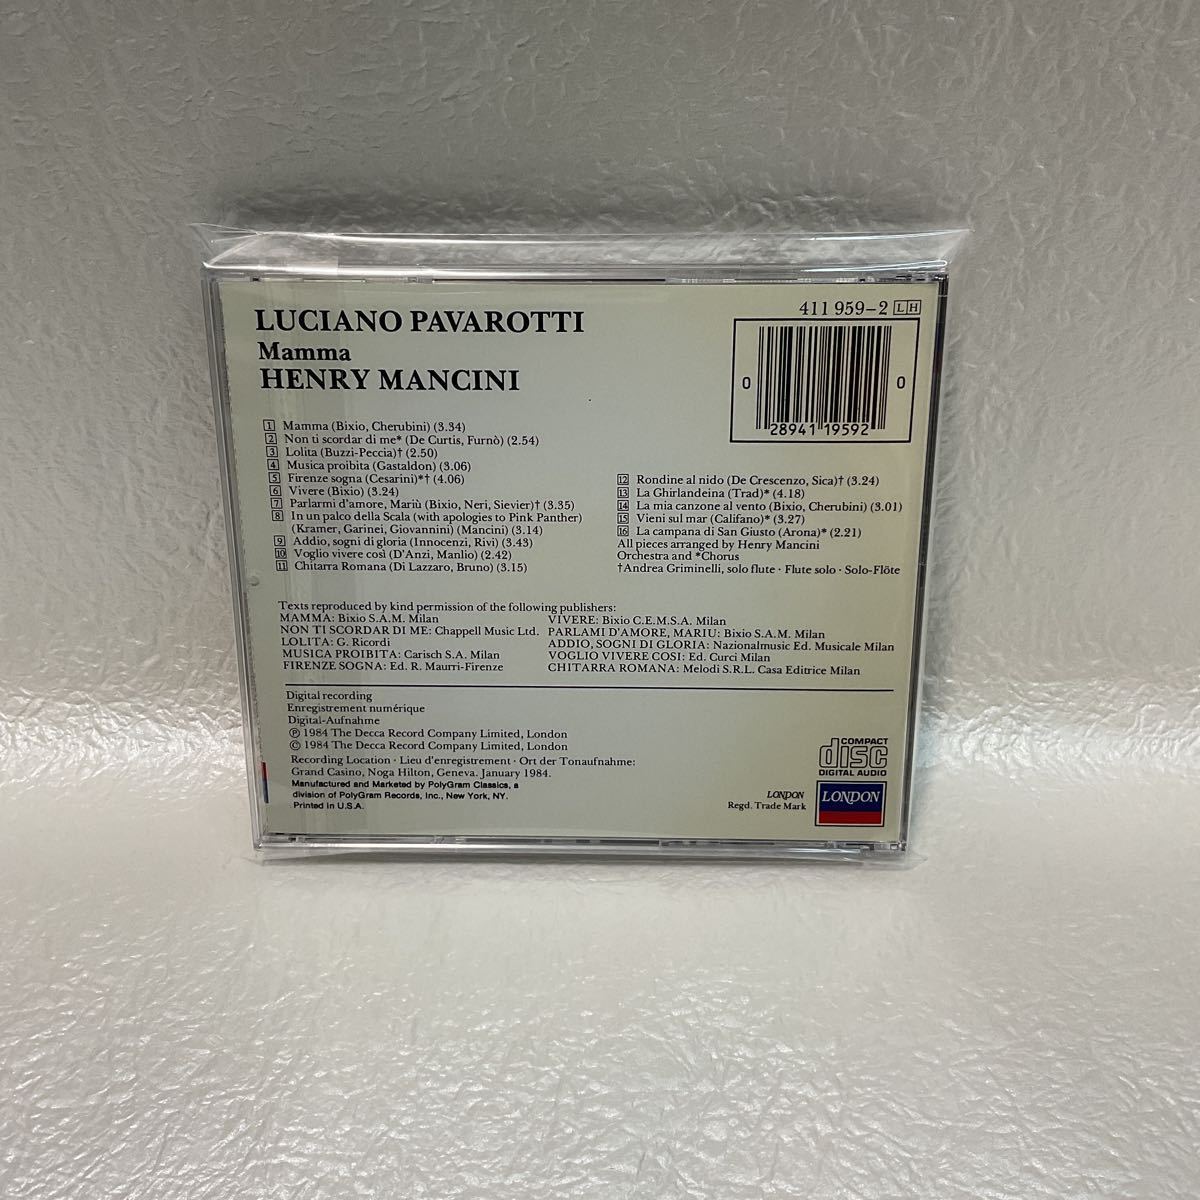 LUCIANO PAVAROTTI
Mamma
HENRY MANCINI
411 959-2 LH
0 28941 19592 0
1 Mamma (Bixio, Cherubini) (3.34)
2 Non ti scordar di me* (De Curtis, Furnò) (2.54)
3 Lolita (Buzzi-Peccia)† (2.50)
4 Musica proibita (Gastaldon) (3.06)
5 Firenze sogna (Cesarini)*† (4.06)
6 Vivere (Bixio) (3.24)
7 Parlarmi d'amore, Mariù (Bixio, Neri, Sievier)† (3.35)
8 In un palco della Scala (with apologies to Pink Panther)
(Kramer, Garinei, Giovannini) (Mancini) (3.14)
9 Addio, sogni di gloria (Innocenzi, Rivi) (3.43)
10 Voglio vivere così (D'Anzi, Manlio) (2.42)
11 Chitarra Romana (Di Lazzaro, Bruno) (3.15)
12 Rondine al nido (De Crescenzo, Sica)† (3.24)
13 La Ghirlandeina (Trad)* (4.18)
14 La mia canzone al vento (Bixio, Cherubini) (3.01)
15 Vieni sul mar (Califano)* (3.27)
16 La campana di San Giusto (Arona)* (2.21)
All pieces arranged by Henry Mancini
Orchestra and *Chorus
†Andrea Griminelli, solo flute · Flute solo · Solo-Flöte
Texts reproduced by kind permission of the following publishers:
MAMMA: Bixio S.A.M. Milan
NON TI SCORDAR DI ME: Chappell Music Ltd.
LOLITA: G. Ricordi
MUSICA PROIBITA: Carisch S.A. Milan
FIRENZE SOGNA: Ed. R. Maurri-Firenze
VIVERE: Bixio C.E.M.S.A. Milan
PARLAMI D'AMORE, MARIU: Bixio S.A.M. Milan
ADDIO, SOGNI DI GLORIA: Nazionalmusic Ed. Musicale Milan
VOGLIO VIVERE COSI: Ed. Curci Milan
CHITARRA ROMANA: Melodi S.R.L. Casa Editrice Milan
Digital recording
Enregistrement numérique
Digital-Aufnahme
℗ 1984 The Decca Record Company Limited, London
© 1984 The Decca Record Company Limited, London
Recording Location · Lieu d'enregistrement · Ort der Tonaufnahme:
Grand Casino, Noga Hilton, Geneva. January 1984.
Manufactured and Marketed by PolyGram Classics, a
division of PolyGram Records, Inc., New York, NY.
Printed in U.S.A.
COMPACT
disc
DIGITAL AUDIO
LONDON
Regd. Trade Mark
LONDON